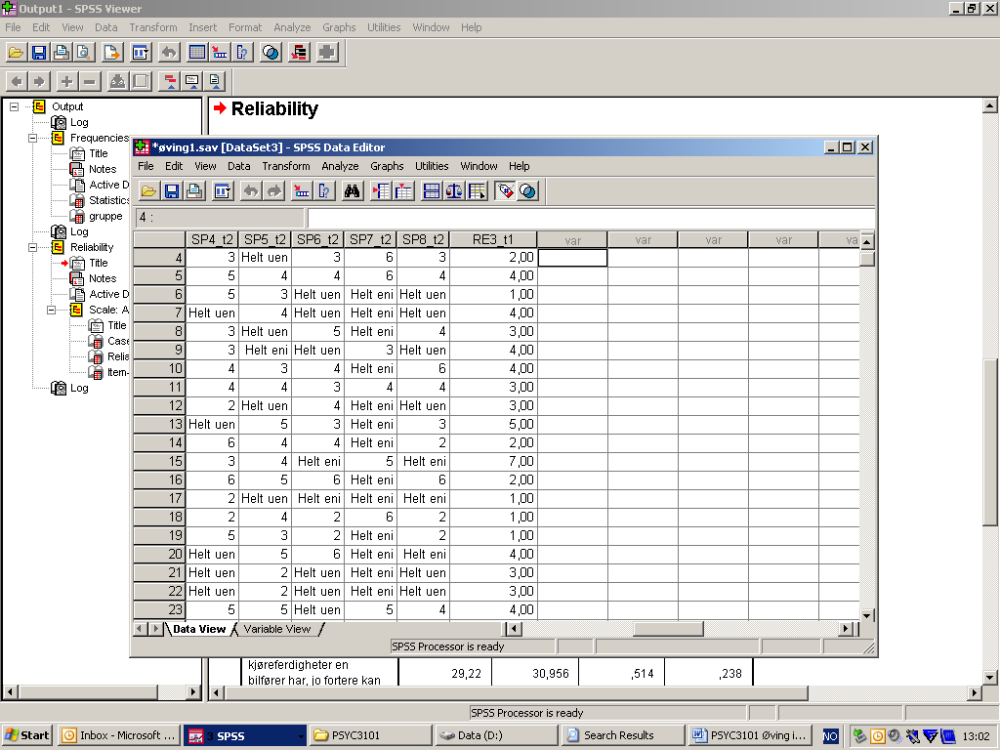 Output1 - SPSS Viewer
File Edit View Data Transform Insert Format Analyze Graphs Utilities Window Help
Output
Log
Frequencies
Title
Notes
Active D
Statistics
gruppe
Log
Reliability
Title
Notes
Active D
Scale: A
Title
Case
Relia
Item-
Log
Reliability
*øving1.sav [DataSet3] - SPSS Data Editor
File Edit View Data Transform Analyze Graphs Utilities Window Help
4 :
SP4_t2 SP5_t2 SP6_t2 SP7_t2 SP8_t2 RE3_t1 var var var var va
4 3 Helt uen 3 6 3 2,00
5 5 4 4 6 4 4,00
6 5 3 Helt uen Helt eni Helt uen 1,00
7 Helt uen 4 Helt uen Helt eni Helt uen 4,00
8 3 Helt uen 5 Helt eni 4 3,00
9 3 Helt eni Helt uen 3 Helt uen 4,00
10 4 3 4 Helt eni 6 4,00
11 4 4 3 4 4 3,00
12 2 Helt uen 4 Helt eni Helt uen 3,00
13 Helt uen 5 3 Helt eni 3 5,00
14 6 4 4 Helt eni 2 2,00
15 3 4 Helt eni 5 Helt eni 7,00
16 6 5 6 Helt eni 6 2,00
17 2 Helt uen Helt eni Helt eni Helt eni 1,00
18 2 4 2 6 2 1,00
19 5 3 2 Helt eni 2 1,00
20 Helt uen 5 6 Helt eni Helt eni 4,00
21 Helt uen 2 Helt uen Helt eni Helt uen 3,00
22 Helt uen 2 Helt uen Helt eni Helt uen 3,00
23 5 5 Helt uen 5 4 4,00
Data View Variable View
SPSS Processor is ready
kjøreferdigheter en
bilfører har, jo fortere kan 29,22 30,956 ,514 ,238
SPSS Processor is ready
Start Inbox - Microsoft ... 3 SPSS PSYC3101 Data (D:) Search Results PSYC3101 Øving i... NO 13:02